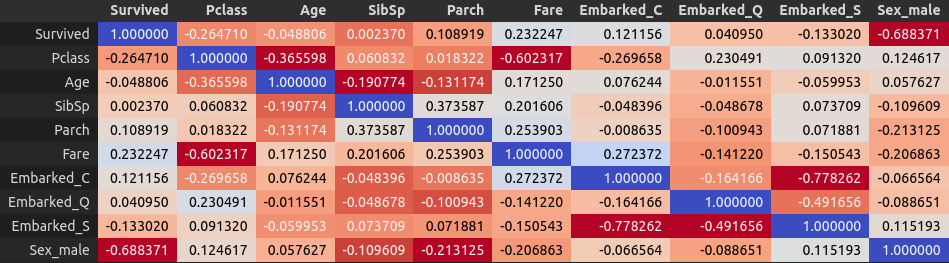 Survived Pclass Age SibSp Parch Fare Embarked_C Embarked_Q Embarked_S Sex_male
Survived 1.000000 -0.264710 -0.048806 0.002370 0.108919 0.232247 0.121156 0.040950 -0.133020 -0.688371
Pclass -0.264710 1.000000 -0.365598 0.060832 0.018322 -0.602317 -0.269658 0.230491 0.091320 0.124617
Age -0.048806 -0.365598 1.000000 -0.190774 -0.131174 0.171250 0.076244 -0.011551 -0.059953 0.057627
SibSp 0.002370 0.060832 -0.190774 1.000000 0.373587 0.201606 -0.048396 -0.048678 0.073709 -0.109609
Parch 0.108919 0.018322 -0.131174 0.373587 1.000000 0.253903 -0.008635 -0.100943 0.071881 -0.213125
Fare 0.232247 -0.602317 0.171250 0.201606 0.253903 1.000000 0.272372 -0.141220 -0.150543 -0.206863
Embarked_C 0.121156 -0.269658 0.076244 -0.048396 -0.008635 0.272372 1.000000 -0.164166 -0.778262 -0.066564
Embarked_Q 0.040950 0.230491 -0.011551 -0.048678 -0.100943 -0.141220 -0.164166 1.000000 -0.491656 -0.088651
Embarked_S -0.133020 0.091320 -0.059953 0.073709 0.071881 -0.150543 -0.778262 -0.491656 1.000000 0.115193
Sex_male -0.688371 0.124617 0.057627 -0.109609 -0.213125 -0.206863 -0.066564 -0.088651 0.115193 1.000000